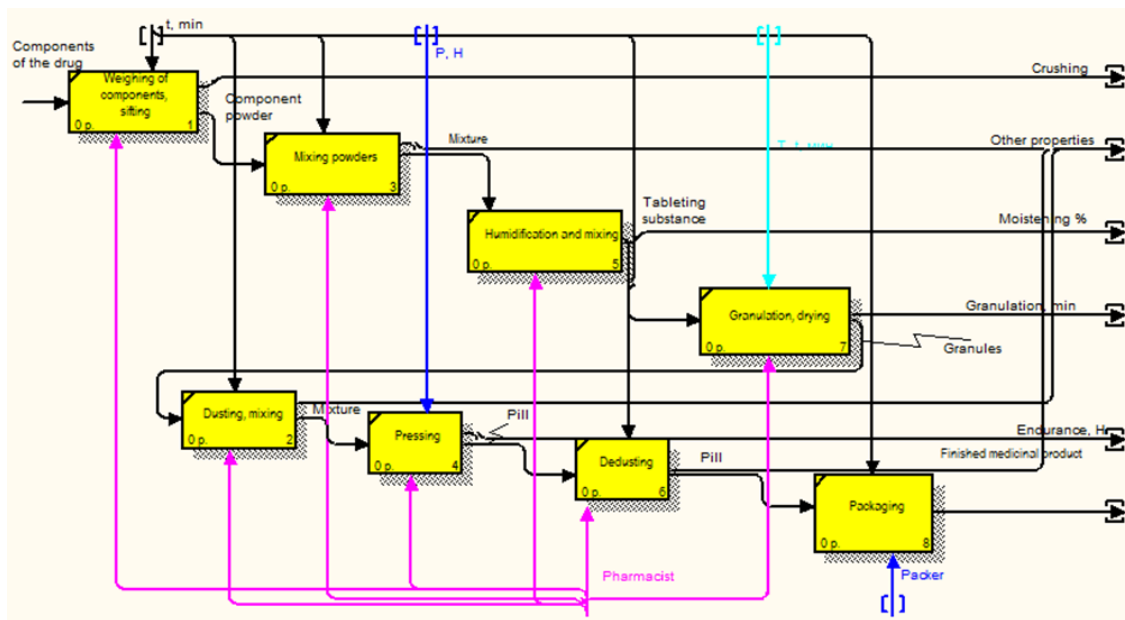 t, min
Components
of the drug
P, H
Crushing
Weighing of
components,
sifting
0 p. 1
Component
powder
Mixture
Other properties
Mixing powders
0 p. 3
Tableting
substance
Moistening %
Humidification and mixing
0 p. 5
Granulation, min
Granulation, drying
0 p. 7
Granules
Dusting, mixing
0 p. 2
Mixture
Pill
Pressing
0 p. 4
Endurance, H
Finished medicinal product
Dedusting
0 p. 6
Pill
Packaging
0 p. 8
Pharmacist
Packer